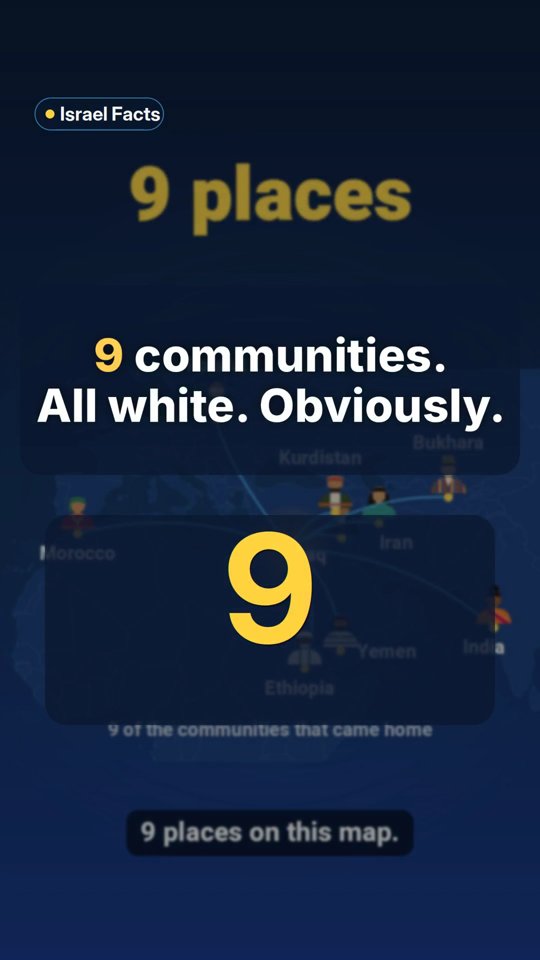 Israel Facts
9 places
9 communities.
All white. Obviously.
Bukhara
Kurdistan
Morocco
Iran
India
Yemen
Ethiopia
9
9 of the communities that came home
9 places on this map.